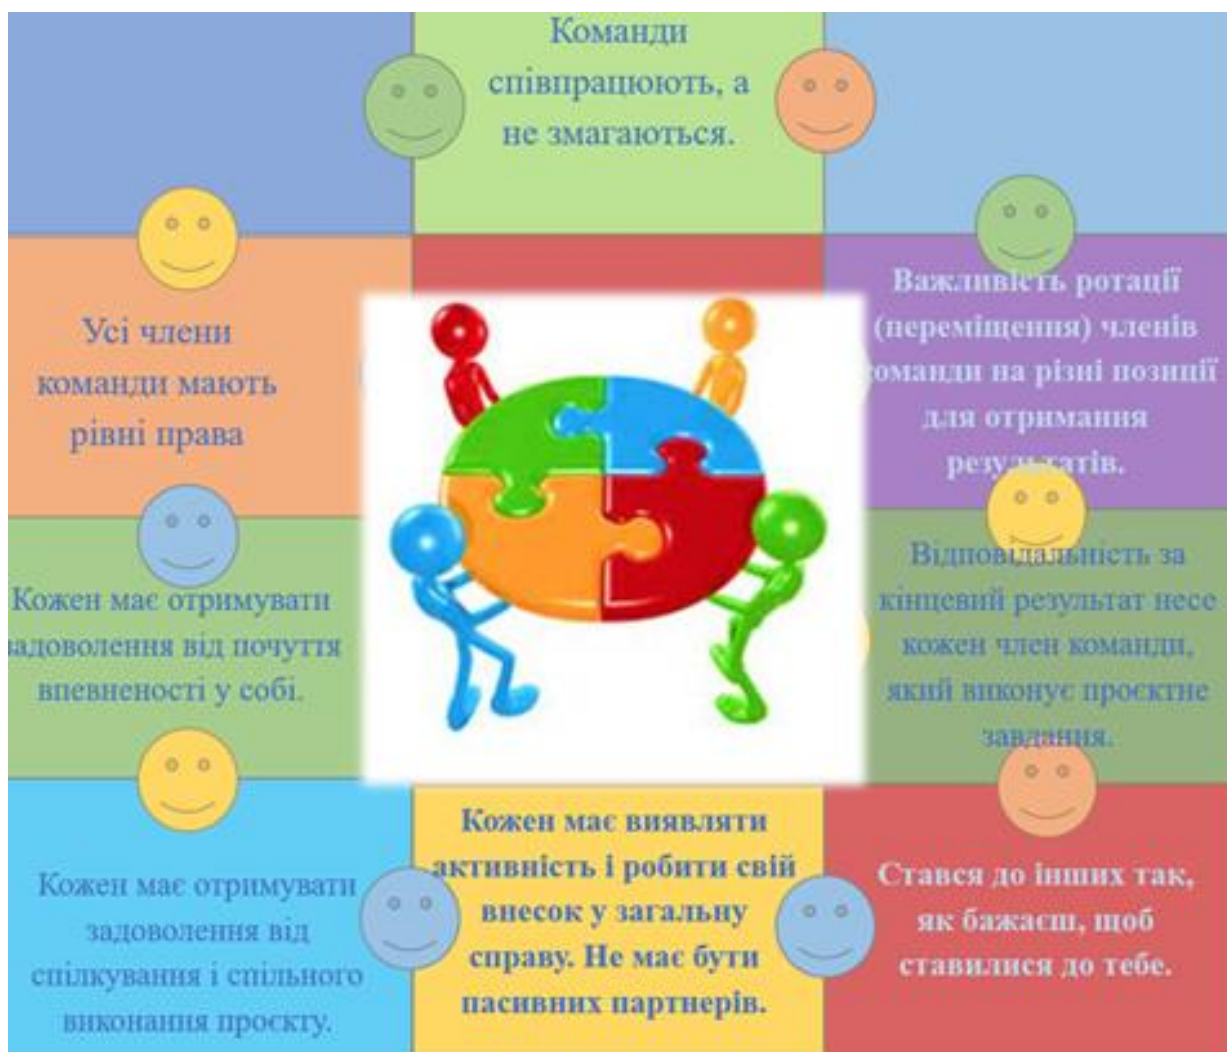 Команди
співпрацюють, а
не змагаються.
Усі члени
команди мають
рівні права
Важливість ротації
(переміщення) членів
команди на різні позиції
для отримання
результатів.
Кожен має отримувати
задоволення від почуття
впевненості у собі.
Відповідальність за
кінцевий результат несе
кожен член команди,
який виконує проєктне
завдання.
Кожен має отримувати
задоволення від
спілкування і спільного
виконання проєкту.
Кожен має виявляти
активність і робити свій
внесок у загальну
справу. Не має бути
пасивних партнерів.
Стався до інших так,
як бажаєш, щоб
ставилися до тебе.